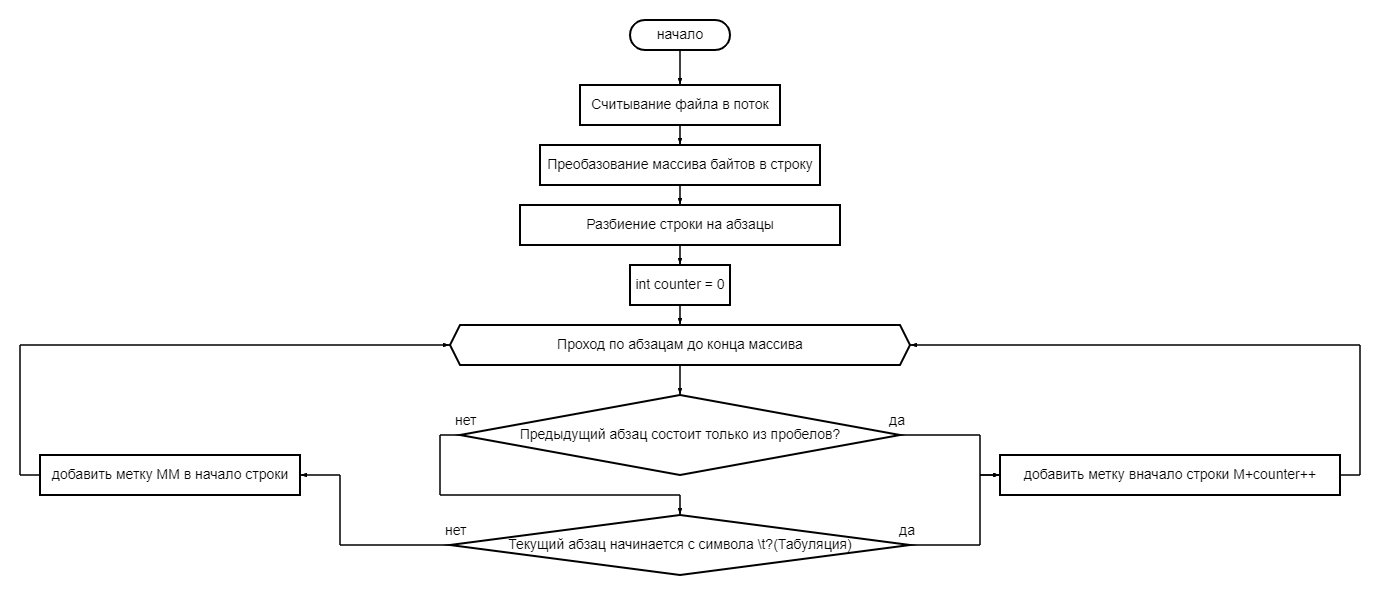 начало
Считывание файла в поток
Преобазование массива байтов в строку
Разбиение строки на абзацы
int counter = 0
Проход по абзацам до конца массива
нет
да
Предыдущий абзац состоит только из пробелов?
добавить метку ММ в начало строки
добавить метку вначало строки М+counter++
нет
да
Текущий абзац начинается с символа \t?(Табуляция)